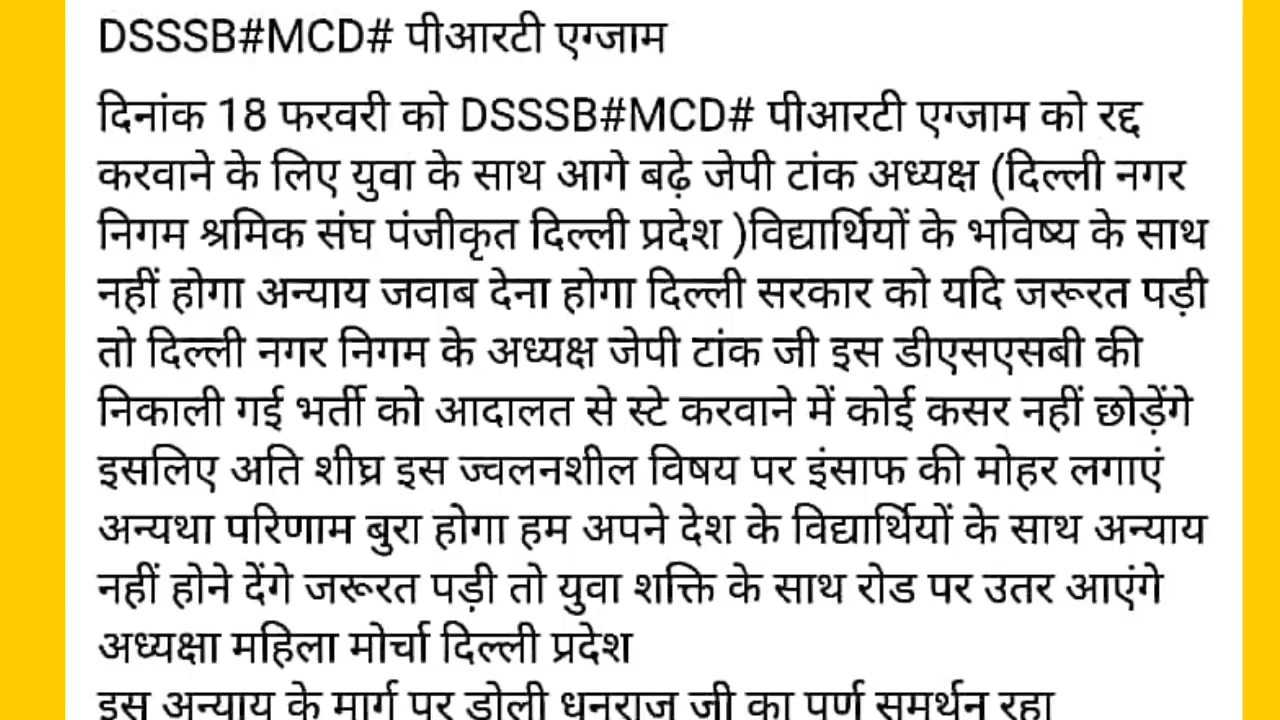 DSSSB#MCD# पीआरटी एग्जाम
दिनांक 18 फरवरी को DSSSB#MCD# पीआरटी एग्जाम को रद्द
करवाने के लिए युवा के साथ आगे बढ़े जेपी टांक अध्यक्ष (दिल्ली नगर
निगम श्रमिक संघ पंजीकृत दिल्ली प्रदेश )विद्यार्थियों के भविष्य के साथ
नहीं होगा अन्याय जवाब देना होगा दिल्ली सरकार को यदि जरूरत पड़ी
तो दिल्ली नगर निगम के अध्यक्ष जेपी टांक जी इस डीएसएसबी की
निकाली गई भर्ती को आदालत से स्टे करवाने में कोई कसर नहीं छोड़ेंगे
इसलिए अति शीघ्र इस ज्वलनशील विषय पर इंसाफ की मोहर लगाएं
अन्यथा परिणाम बुरा होगा हम अपने देश के विद्यार्थियों के साथ अन्याय
नहीं होने देंगे जरूरत पड़ी तो युवा शक्ति के साथ रोड पर उतर आएंगे
अध्यक्षा महिला मोर्चा दिल्ली प्रदेश
इस अन्याय के मार्ग पर डोली धनराज जी का पूर्ण समर्थन रहा